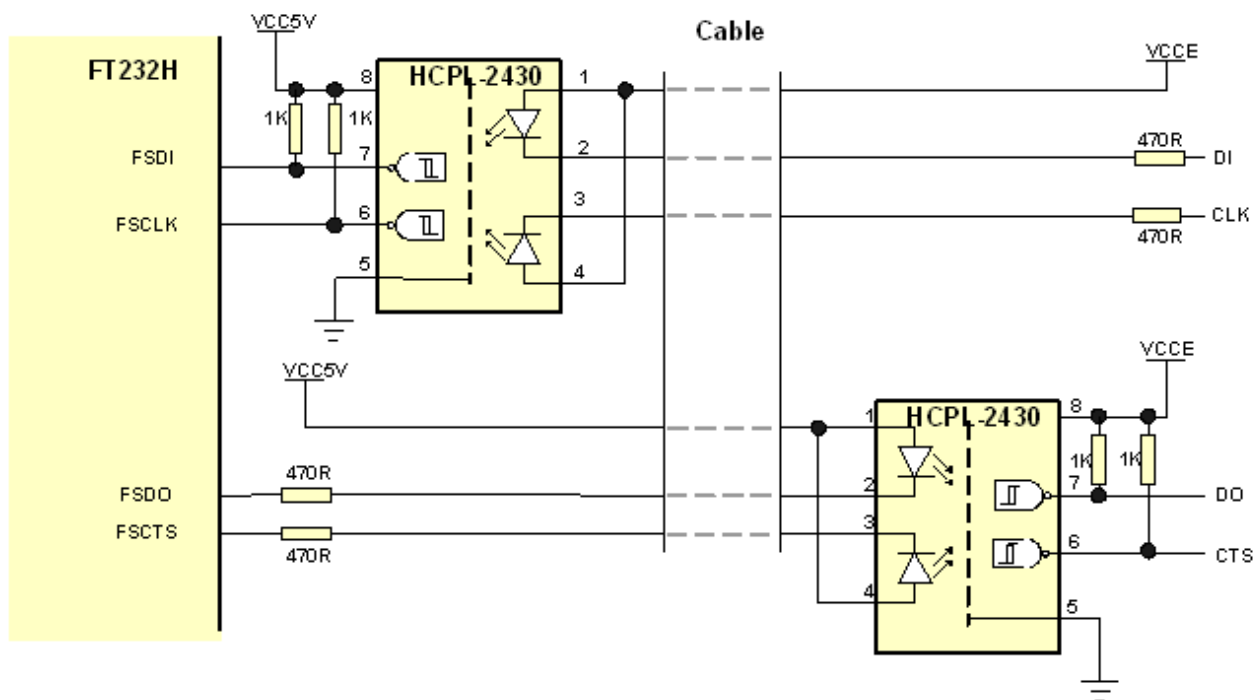 VCC5V
Cable
VCCE
FT232H
HCPL-2430
8
1
1K
1K
FSDI
7
2
470R
DI
3
FSCLK
6
CLK
470R
5
4
VCC5V
VCCE
HCPL-2430
1
8
1K
1K
470R
FSDO
2
7
DO
FSCTS
3
470R
6
CTS
4
5